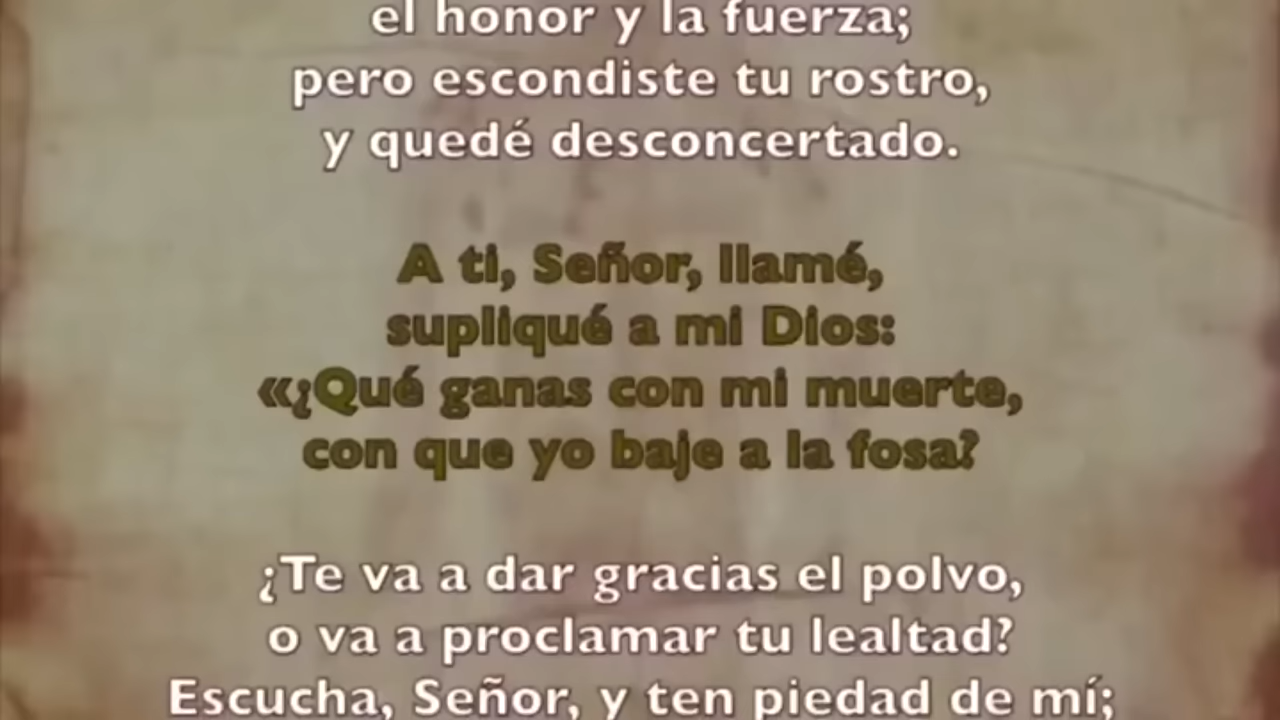 el honor y la fuerza;
pero escondiste tu rostro,
y quedé desconcertado.
A ti, Señor, llamé,
supliqué a mi Dios:
«¿Qué ganas con mi muerte,
con que yo baje a la fosa?
¿Te va a dar gracias el polvo,
o va a proclamar tu lealtad?
Escucha, Señor, y ten piedad de mí;